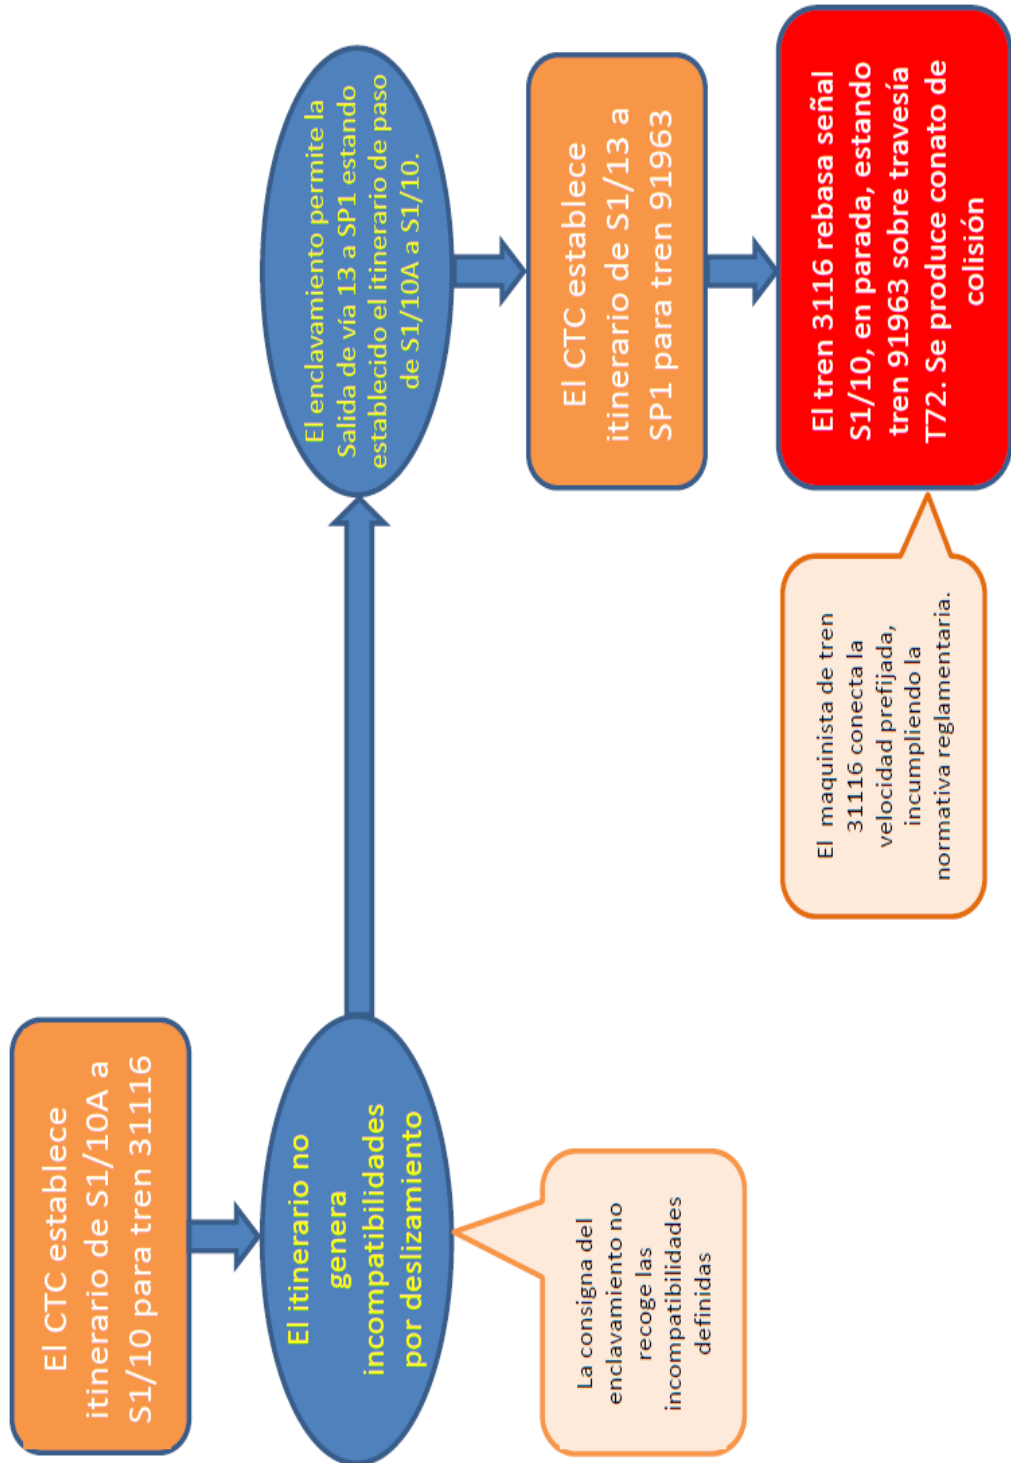 El CTC establece
itinerario de S1/10A a
S1/10 para tren 31116
El itinerario no
genera
incompatibilidades
por deslizamiento
La consigna del
enclavamiento no
recoge las
incompatibilidades
definidas
El enclavamiento permite la
Salida de vía 13 a SP1 estando
establecido el itinerario de paso
de S1/10A a S1/10.
El CTC establece
itinerario de S1/13 a
SP1 para tren 91963
El tren 3116 rebasa señal
S1/10, en parada, estando
tren 91963 sobre travesía
T72. Se produce conato de
colisión
El maquinista de tren
31116 conecta la
velocidad prefijada,
incumpliendo la
normativa reglamentaria.